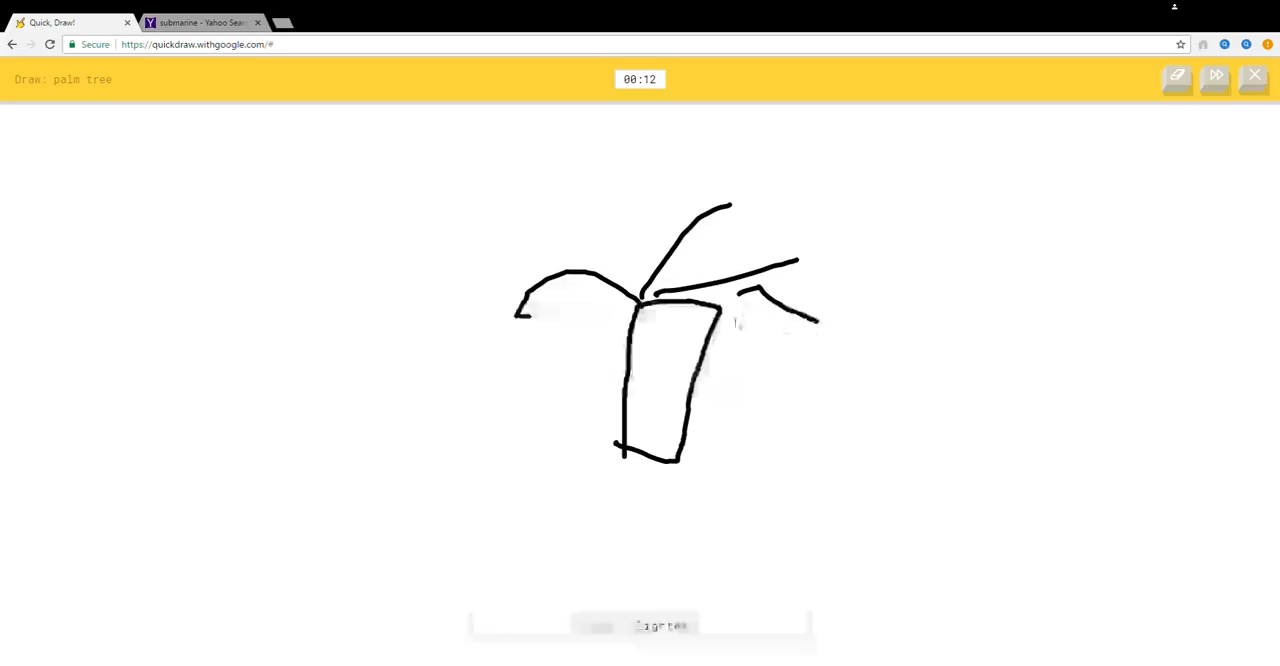 Quick, Draw!
submarine - Yahoo Sear
Secure
https://quickdraw.withgoogle.com/#
Draw: palm tree
00:12